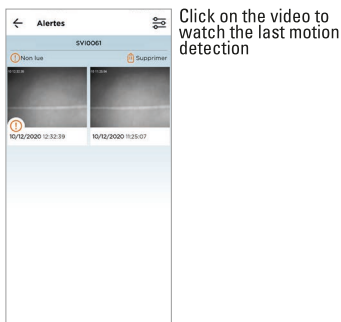 Alertes
SVI0061
Non lue
Supprimer
10/12/2020 12:32:39
10/12/2020 11:25:07
Click on the video to
watch the last motion
detection